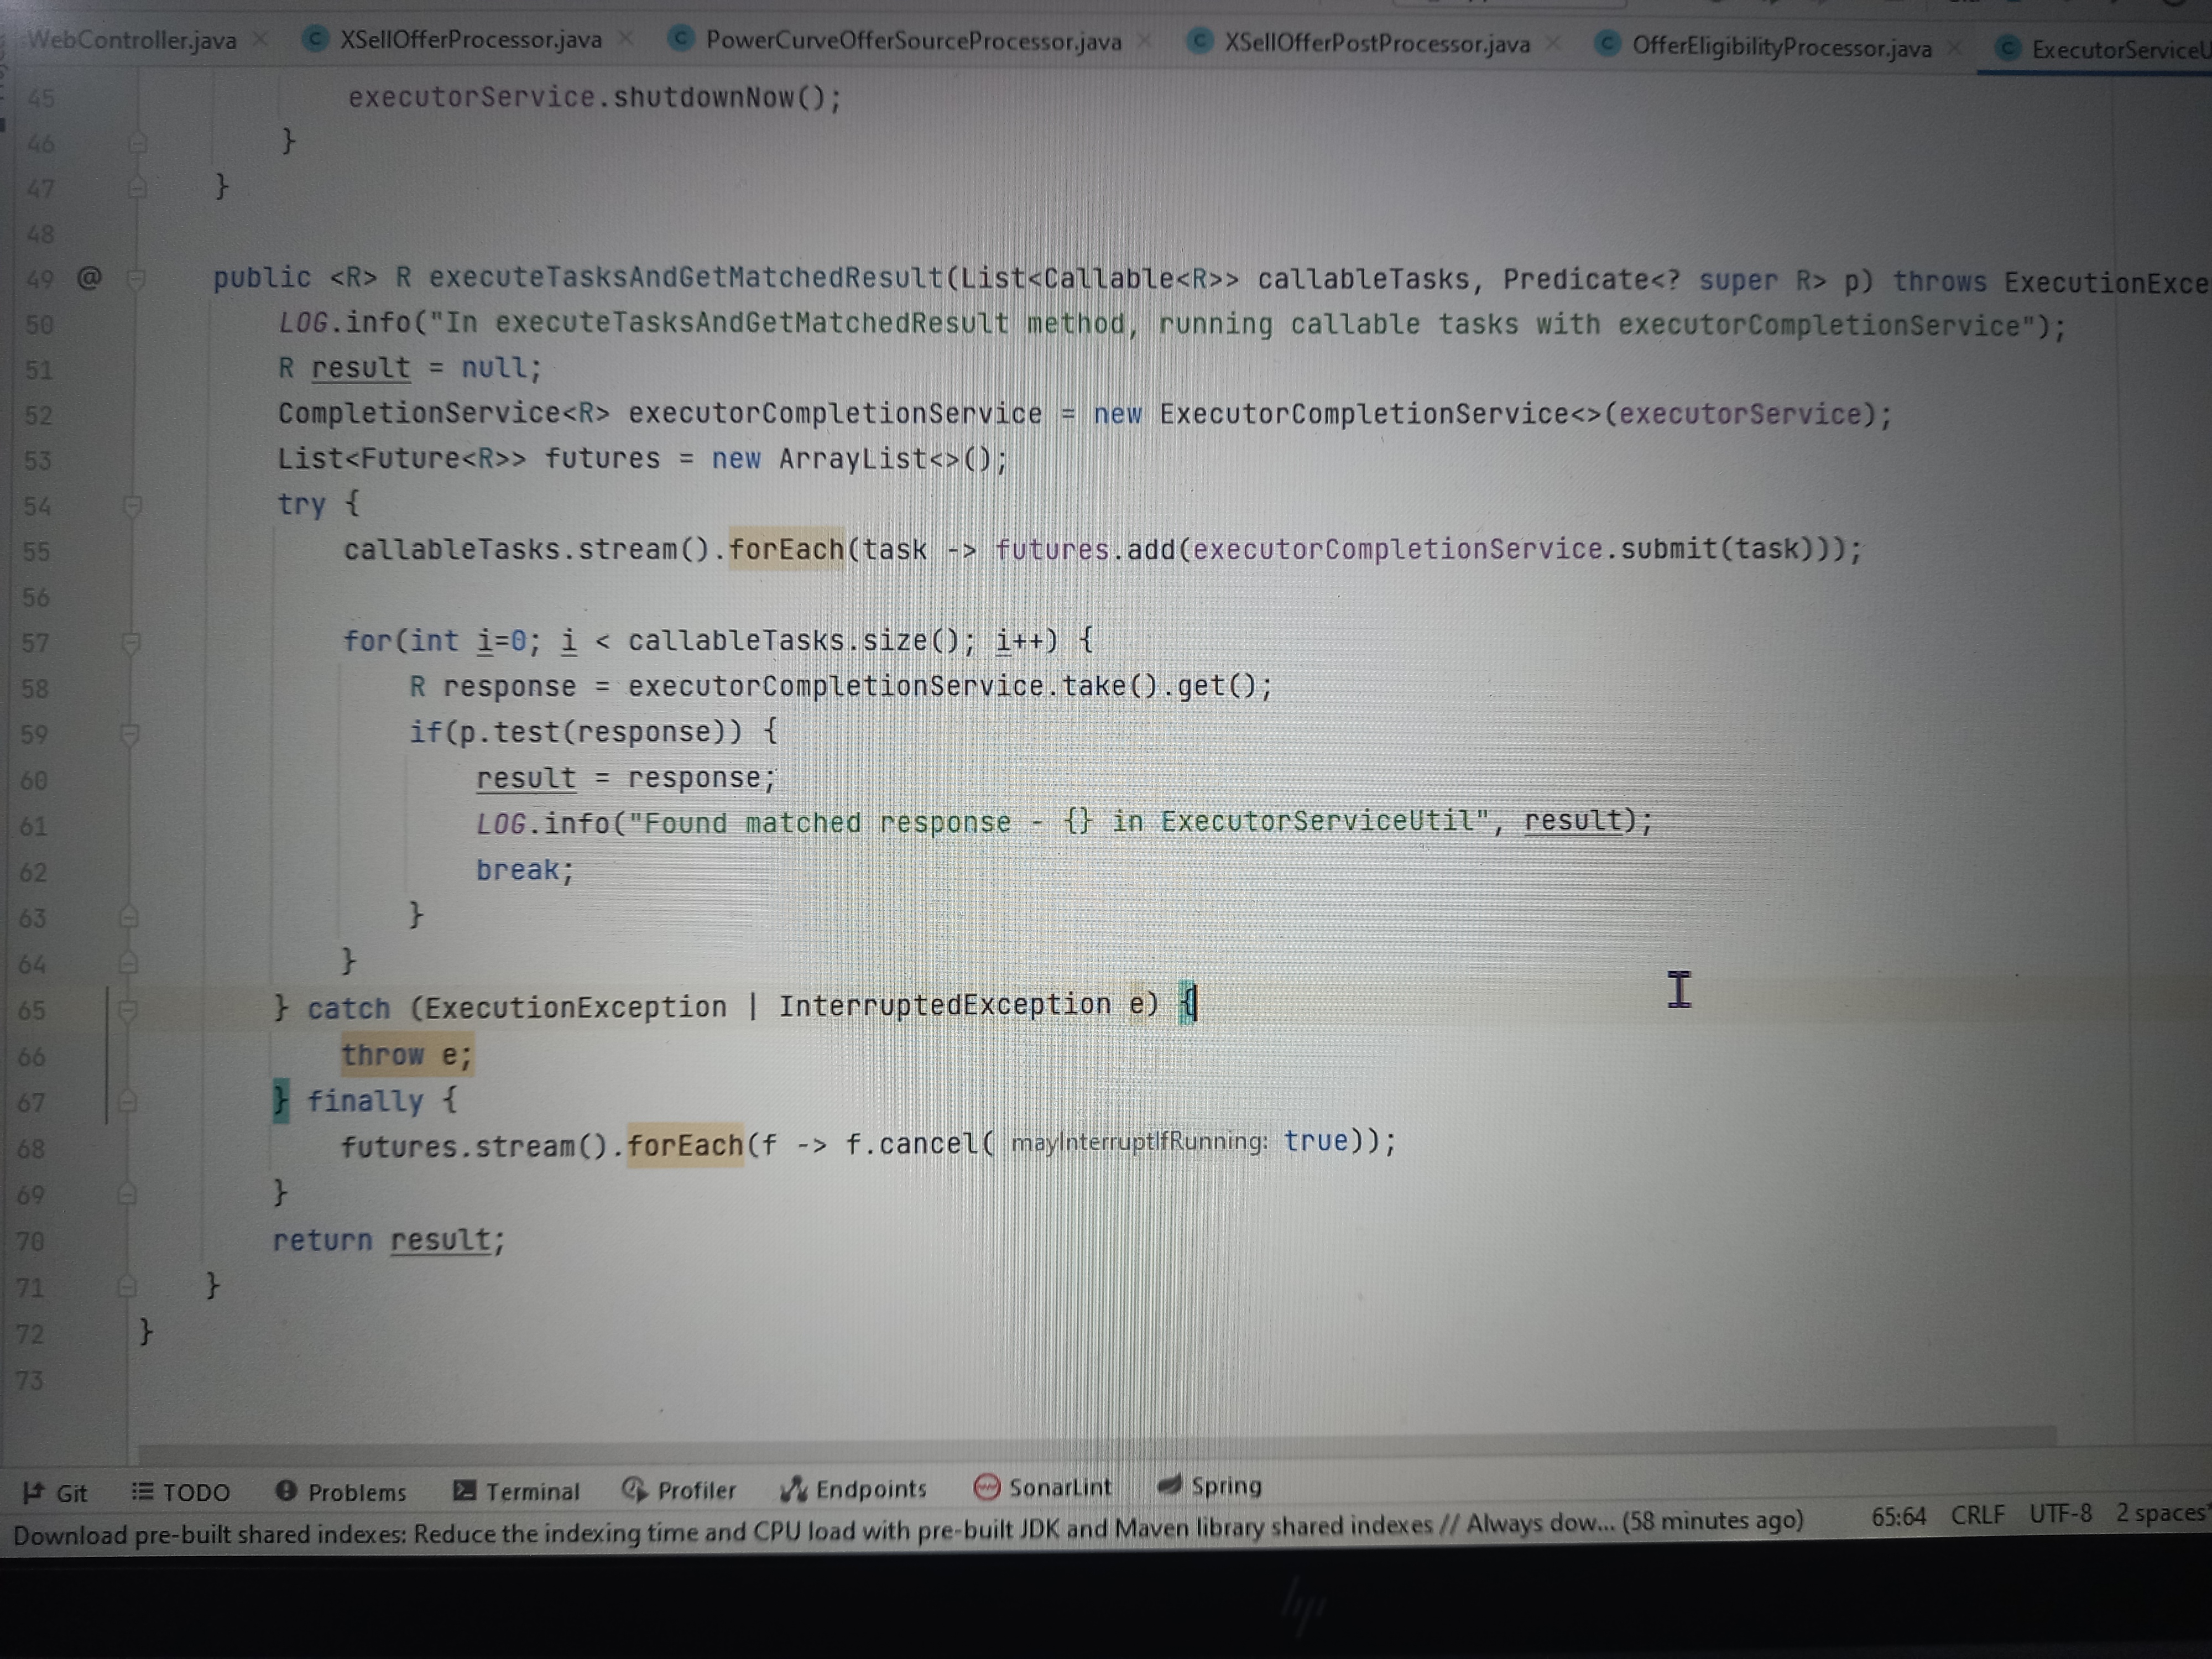 WebController.java XSellOfferProcessor.java PowerCurveOfferSourceProcessor.java XSellOfferPostProcessor.java OfferEligibilityProcessor.java ExecutorServiceU
45 executorService.shutdownNow();
46 }
47 }
48
49 @ public <R> R executeTasksAndGetMatchedResult(List<Callable<R>> callableTasks, Predicate<? super R> p) throws ExecutionExce
50 LOG.info("In executeTasksAndGetMatchedResult method, running callable tasks with executorCompletionService");
51 R result = null;
52 CompletionService<R> executorCompletionService = new ExecutorCompletionService<>(executorService);
53 List<Future<R>> futures = new ArrayList<>();
54 try {
55 callableTasks.stream().forEach(task -> futures.add(executorCompletionService.submit(task)));
56
57 for(int i=0; i < callableTasks.size(); i++) {
58 R response = executorCompletionService.take().get();
59 if(p.test(response)) {
60 result = response;
61 LOG.info("Found matched response - {} in ExecutorServiceUtil", result);
62 break;
63 }
64 }
65 } catch (ExecutionException | InterruptedException e) {
66 throw e;
67 } finally {
68 futures.stream().forEach(f -> f.cancel( mayInterruptIfRunning: true));
69 }
70 return result;
71 }
72 }
73
Git TODO Problems Terminal Profiler Endpoints SonarLint Spring
Download pre-built shared indexes: Reduce the indexing time and CPU load with pre-built JDK and Maven library shared indexes // Always dow... (58 minutes ago) 65:64 CRLF UTF-8 2 spaces*
hp